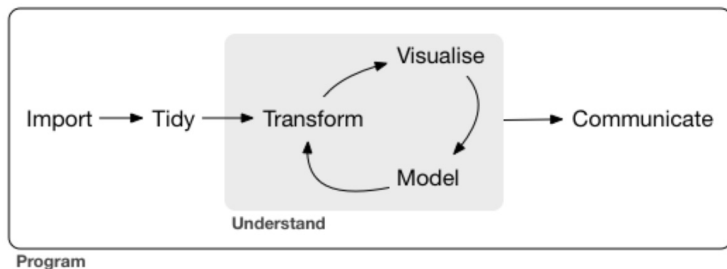 Visualise
Import Tidy Transform Communicate
Model
Understand
Program